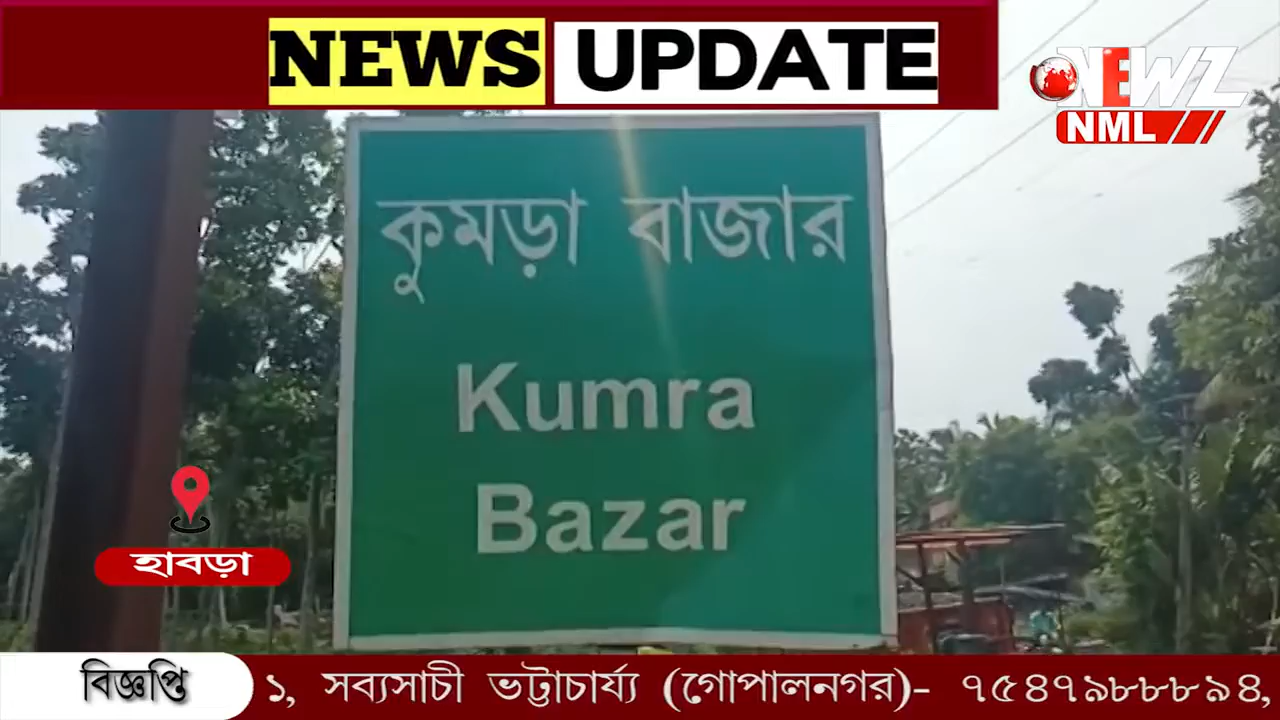 NEWS UPDATE
NEWZ
NML
কুমড়া বাজার
Kumra
Bazar
হাবড়া
বিজ্ঞপ্তি ১, সব্যসাচী ভট্টাচার্য্য (গোপালনগর)- ৭৫৪৭৯৮৮৮৯৪,